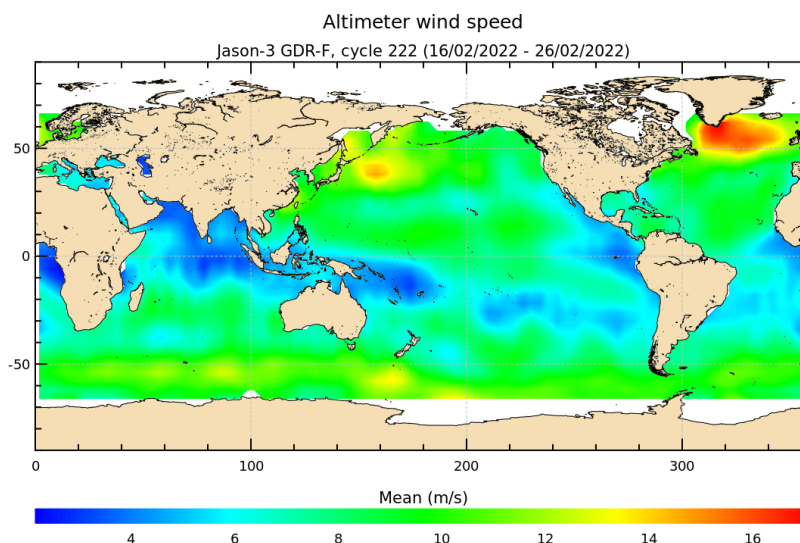 Altimeter wind speed
Jason-3 GDR-F, cycle 222 (16/02/2022 - 26/02/2022)
50
0
-50
0 100 200 300
Mean (m/s)
4 6 8 10 12 14 16